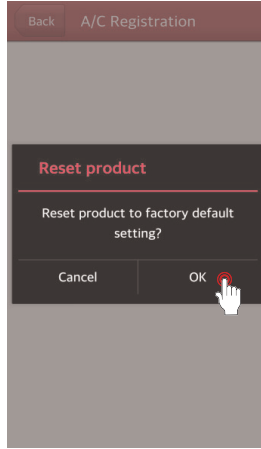 Back A/C Registration
Reset product
Reset product to factory default
setting?
Cancel OK